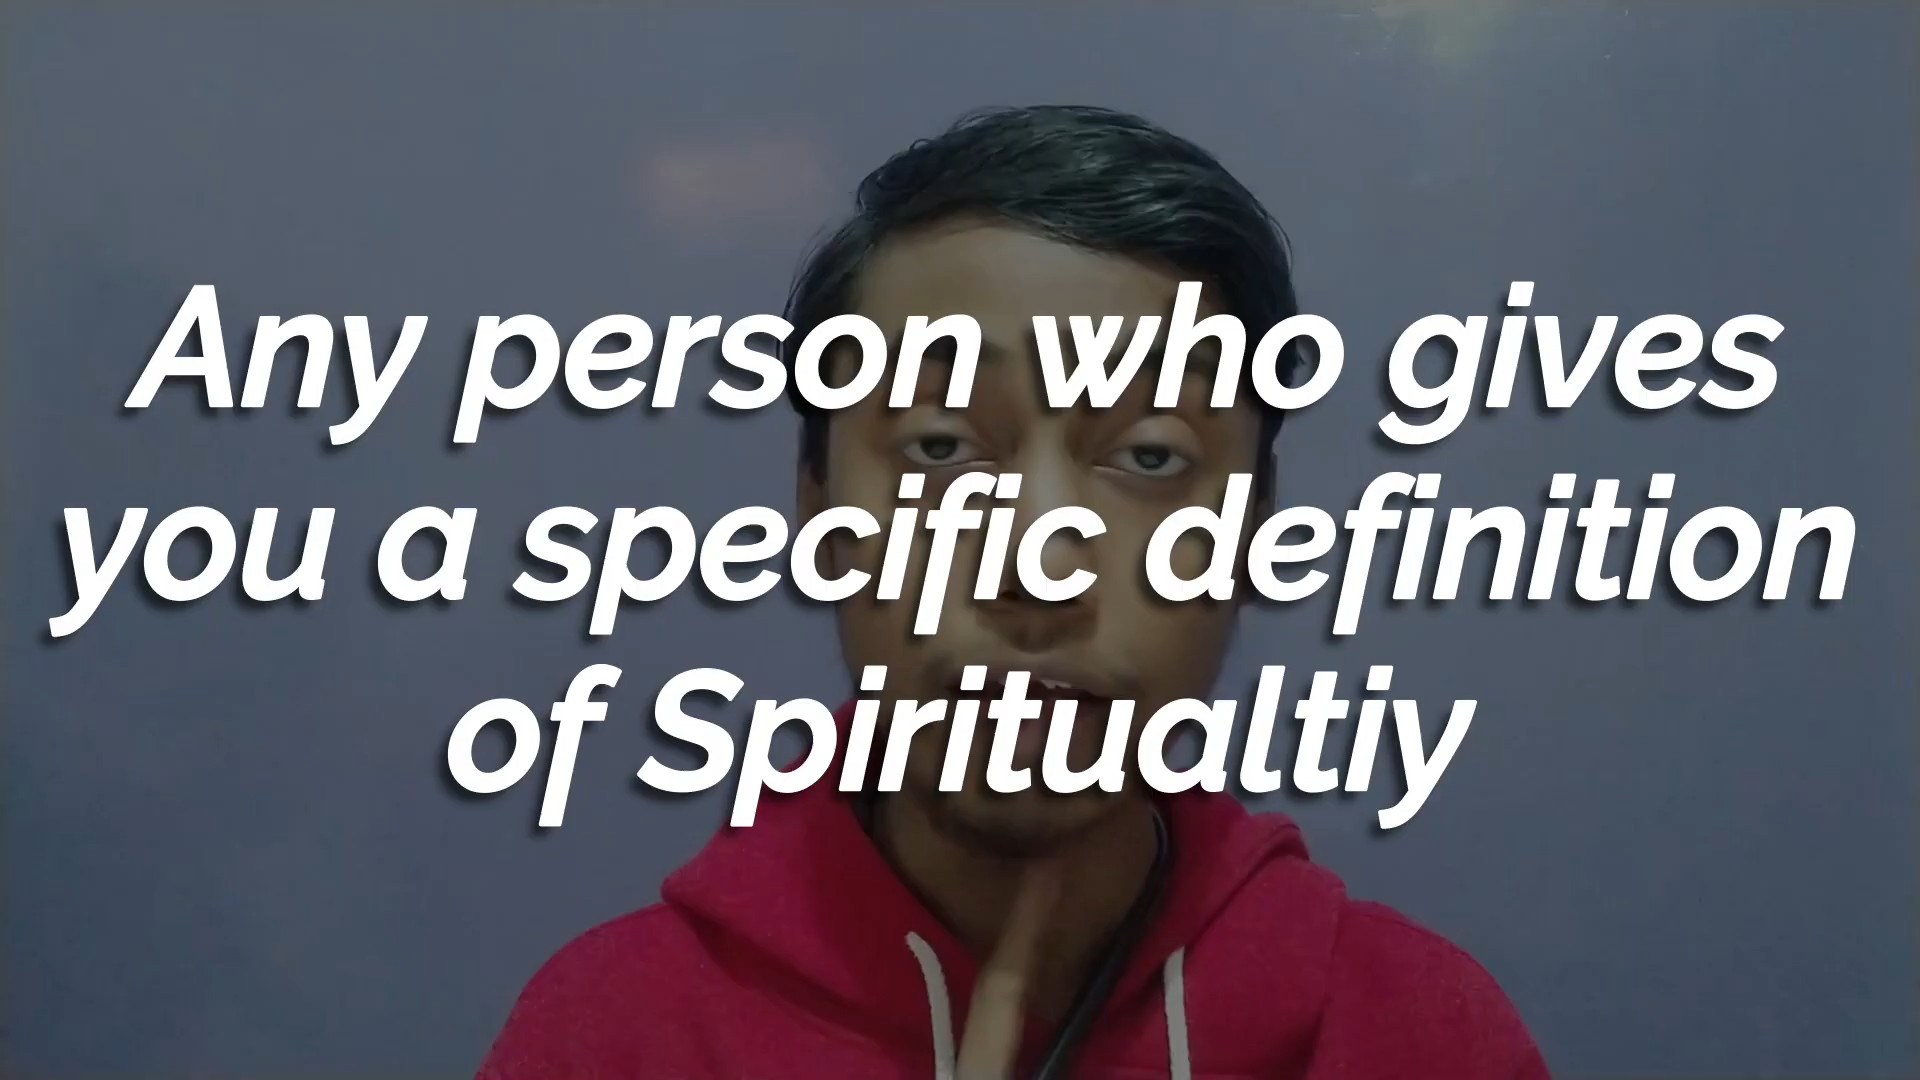 Any person who gives
you a specific definition
of Spiritualtiy